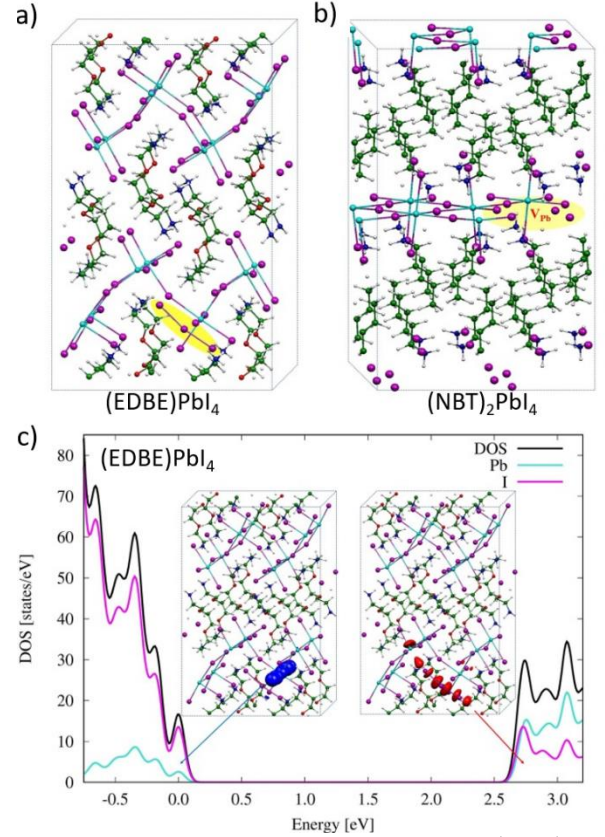 a)
b)
V_Pb
(EDBE)PbI₄
(NBT)₂PbI₄
c)
(EDBE)PbI₄
DOS
Pb
I
DOS [states/eV]
80
70
60
50
40
30
20
10
0
-0.5 0.0 0.5 1.0 1.5 2.0 2.5 3.0
Energy [eV]